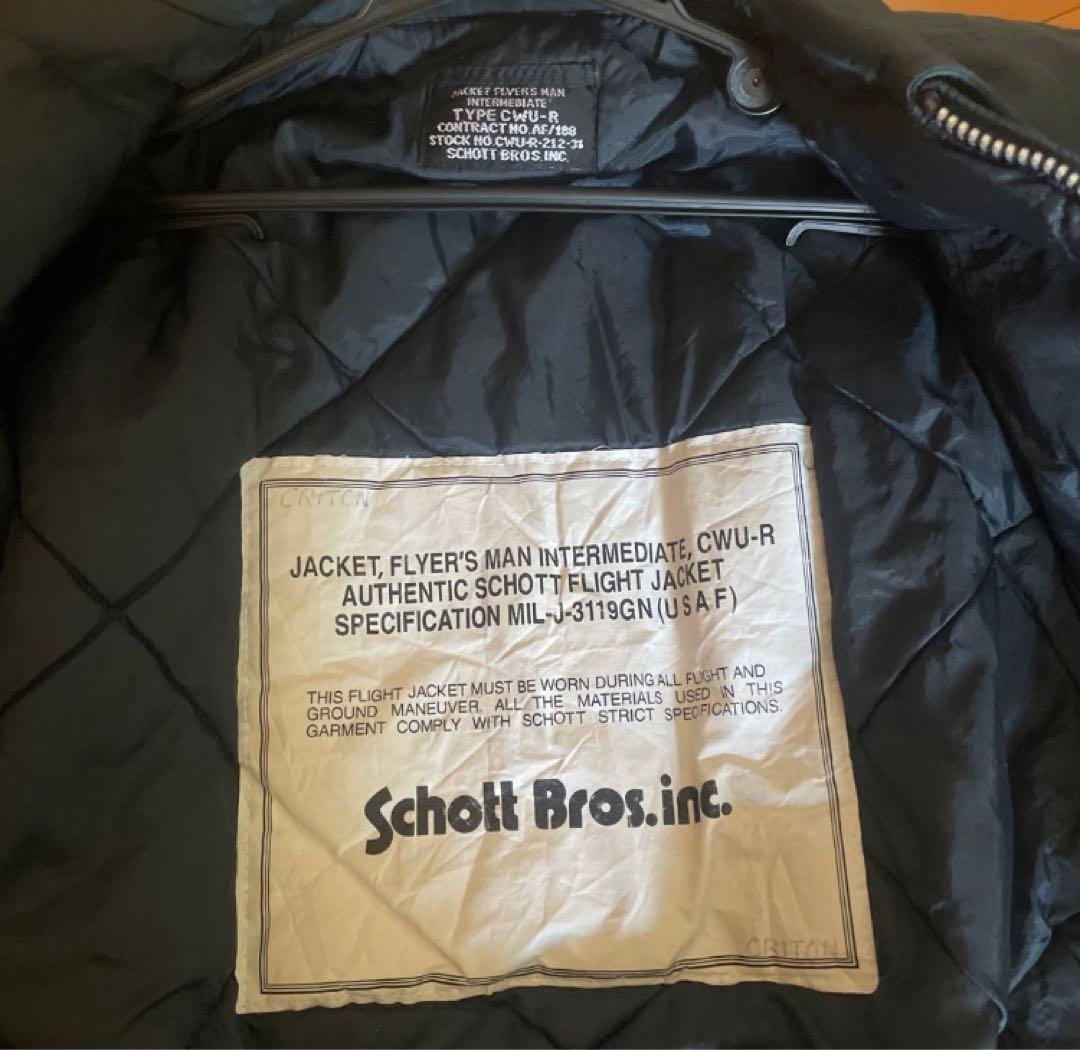 JACKET FLYERS MAN
INTERMEDIATE
TYPE CWU-R
CONTRACT NO. AF/188
STOCK NO. CWU-R-212-31
SCHOTT BROS. INC.
CRITON
JACKET, FLYER'S MAN INTERMEDIATE, CWU-R
AUTHENTIC SCHOTT FLIGHT JACKET
SPECIFICATION MIL-J-3119GN (U S A F)
THIS FLIGHT JACKET MUST BE WORN DURING ALL FLIGHT AND
GROUND MANEUVER. ALL THE MATERIALS USED IN THIS
GARMENT COMPLY WITH SCHOTT STRICT SPECIFICATIONS.
Schott Bros. inc.
CRITON